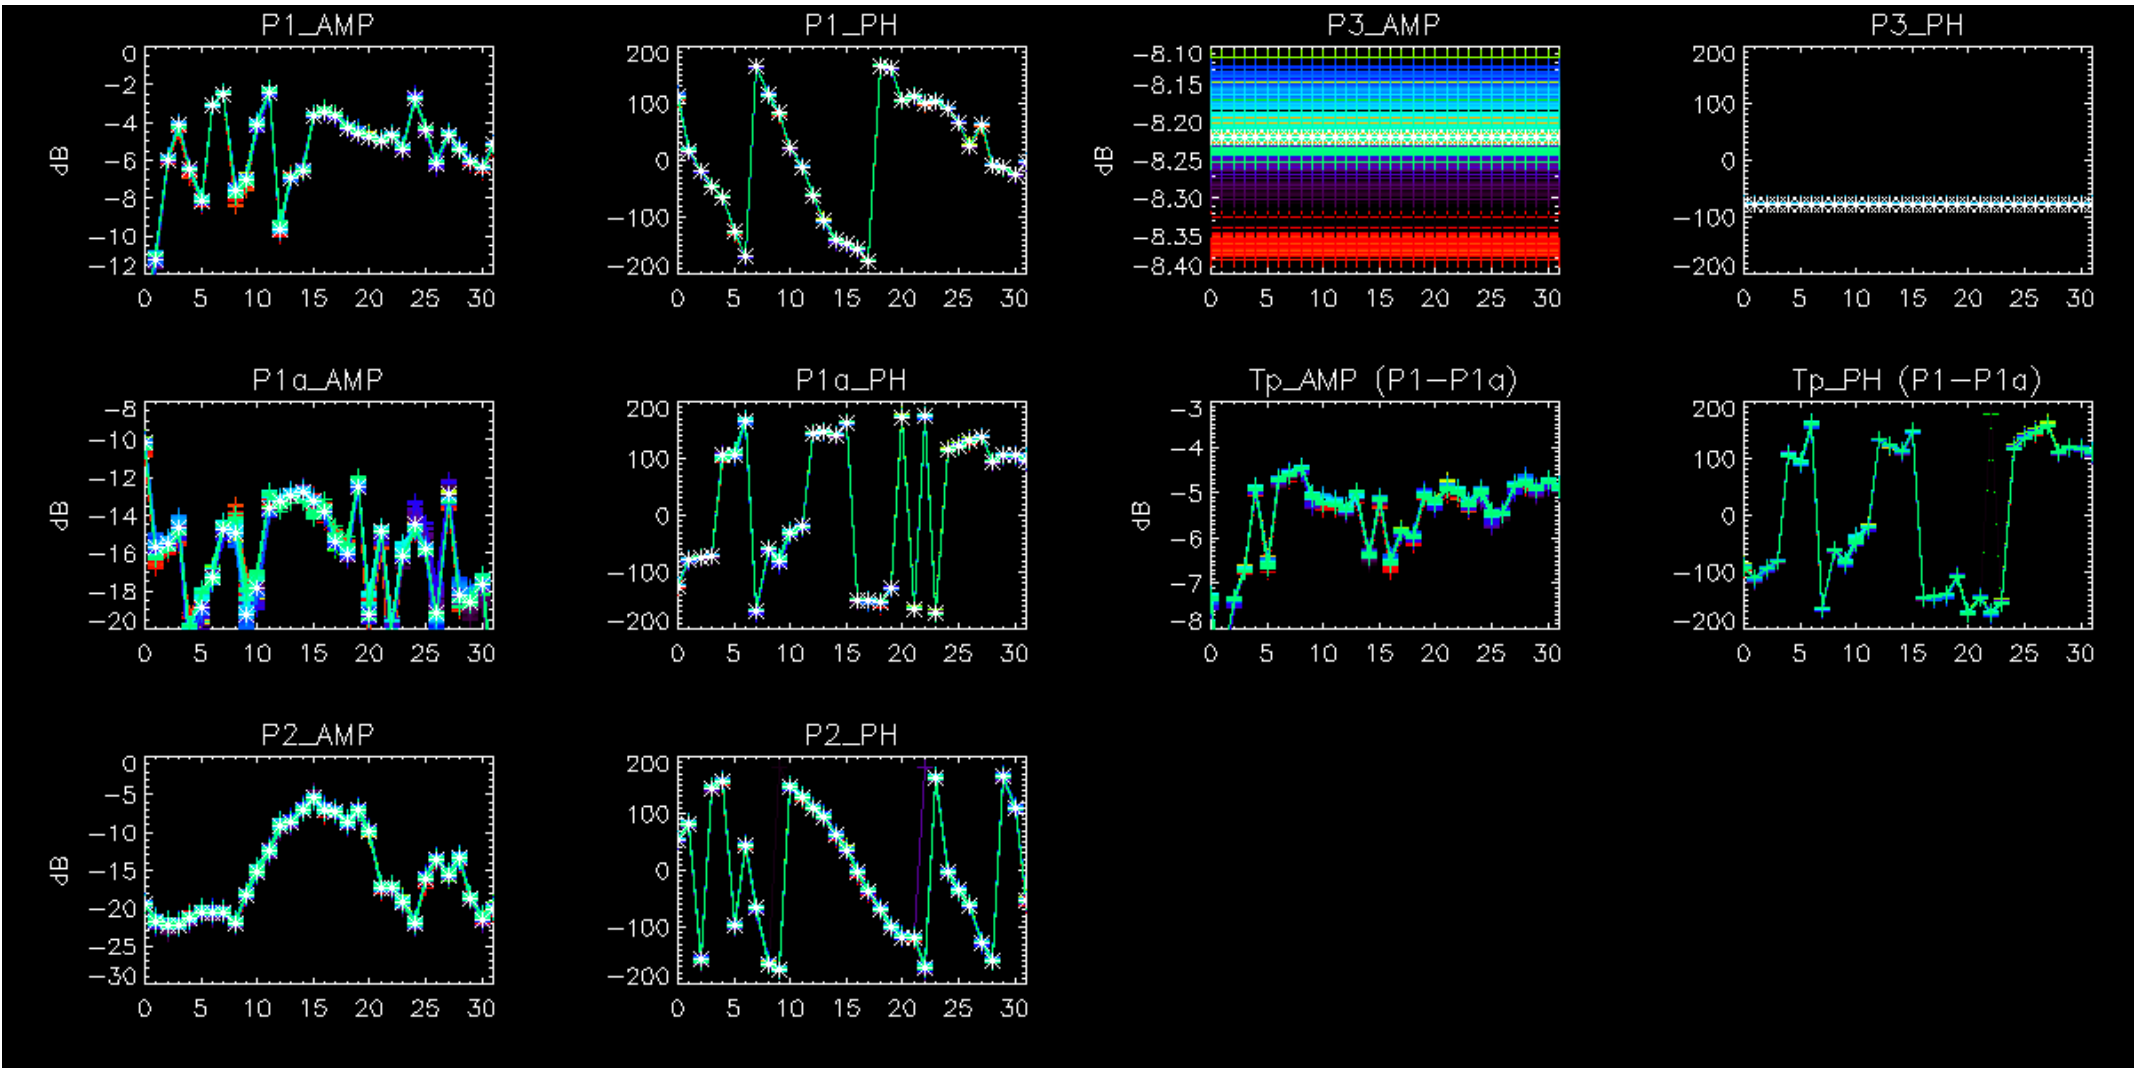 P1_AMP
P1_PH
P3_AMP
P3_PH
0
−2
−4
−6
−8
−10
−12
dB
0 5 10 15 20 25 30
200
100
0
−100
−200
0 5 10 15 20 25 30
−8.10
−8.15
−8.20
−8.25
−8.30
−8.35
−8.40
dB
0 5 10 15 20 25 30
200
100
0
−100
−200
0 5 10 15 20 25 30
P1a_AMP
P1a_PH
Tp_AMP (P1−P1a)
Tp_PH (P1−P1a)
−8
−10
−12
−14
−16
−18
−20
dB
0 5 10 15 20 25 30
200
100
0
−100
−200
0 5 10 15 20 25 30
−3
−4
−5
−6
−7
−8
dB
0 5 10 15 20 25 30
200
100
0
−100
−200
0 5 10 15 20 25 30
P2_AMP
P2_PH
0
−5
−10
−15
−20
−25
−30
dB
0 5 10 15 20 25 30
200
100
0
−100
−200
0 5 10 15 20 25 30